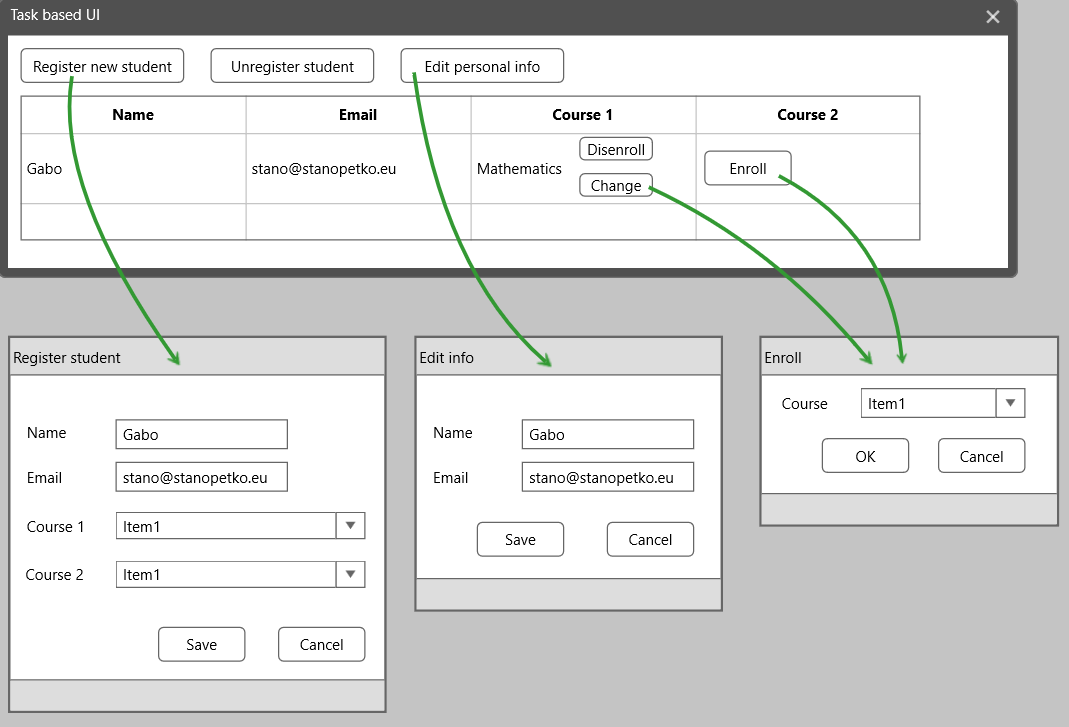 Task based UI
Register new student Unregister student Edit personal info
Name Email Course 1 Course 2
Disenroll
Gabo stano@stanopetko.eu Mathematics Enroll
Change
Register student
Name Gabo
Email stano@stanopetko.eu
Course 1 Item1
Course 2 Item1
Save Cancel
Edit info
Name Gabo
Email stano@stanopetko.eu
Save Cancel
Enroll
Course Item1
OK Cancel